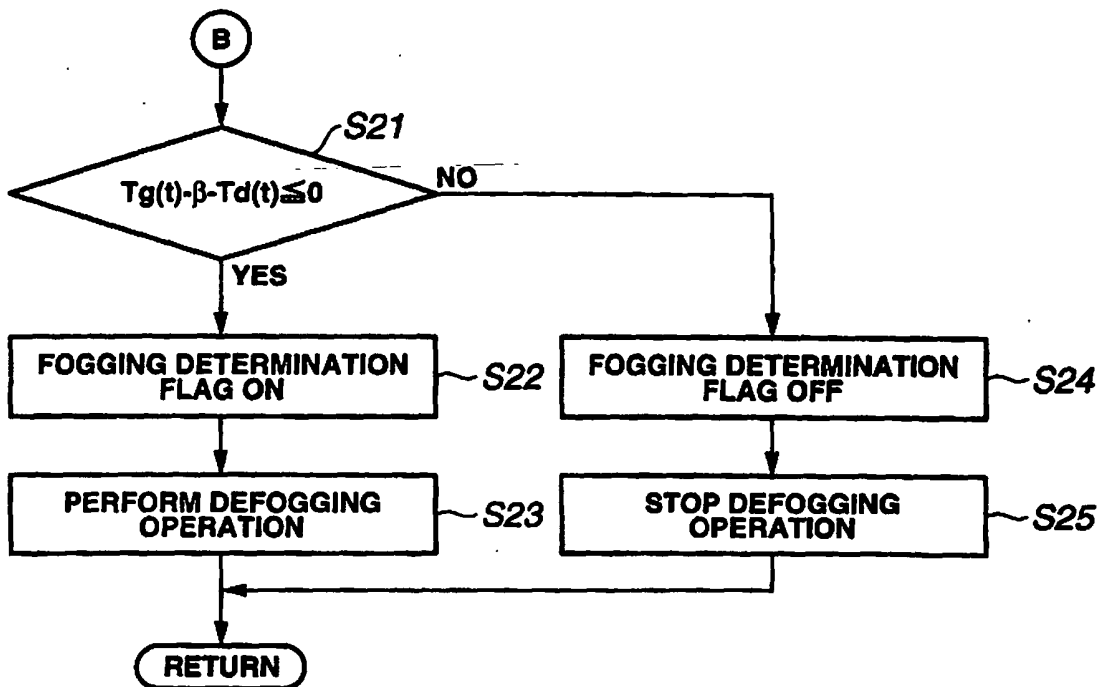 B
S21
Tg(t)-β-Td(t)≦0
NO
YES
FOGGING DETERMINATION
FLAG ON
S22
FOGGING DETERMINATION
FLAG OFF
S24
PERFORM DEFOGGING
OPERATION
S23
STOP DEFOGGING
OPERATION
S25
RETURN